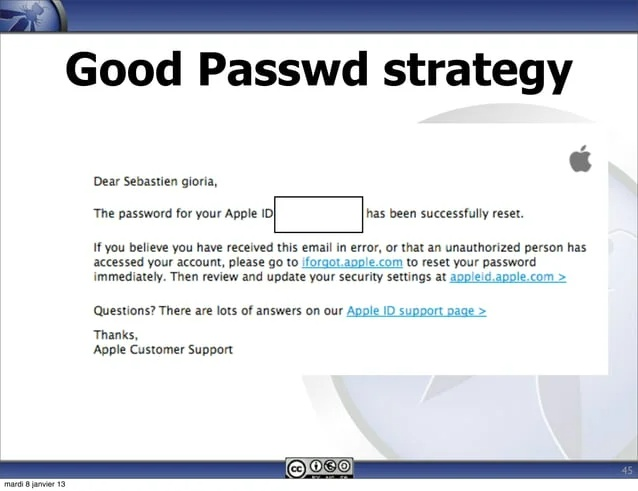 Good Passwd strategy
Dear Sebastien gioria,
The password for your Apple ID has been successfully reset.
If you believe you have received this email in error, or that an unauthorized person has
accessed your account, please go to iforgot.apple.com to reset your password
immediately. Then review and update your security settings at appleid.apple.com >
Questions? There are lots of answers on our Apple ID support page >
Thanks,
Apple Customer Support
45
cc
BY NC FR
mardi 8 janvier 13